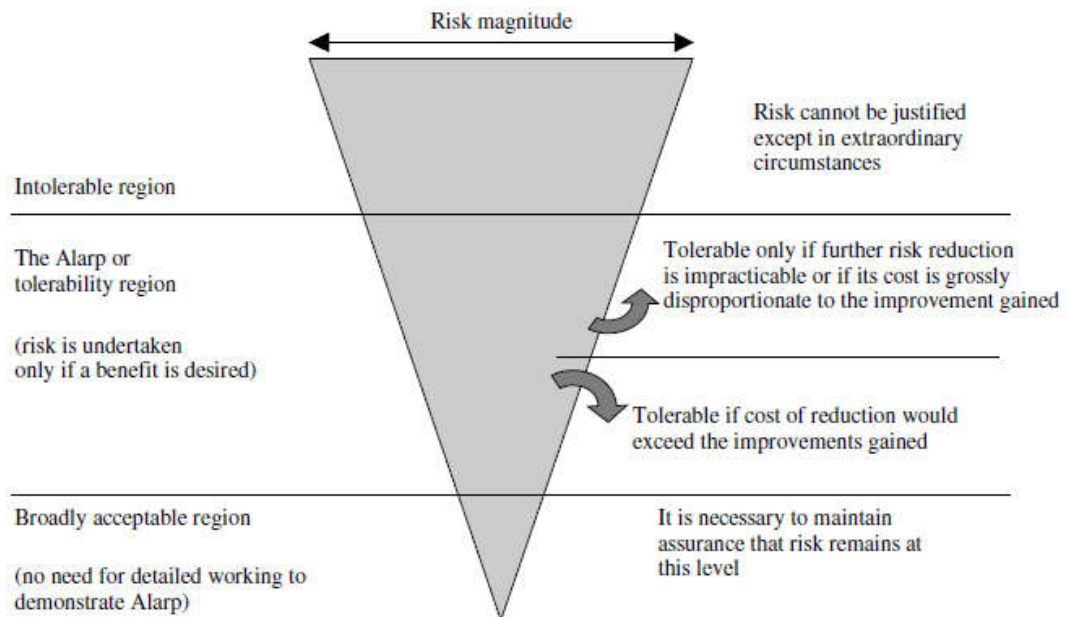 Risk magnitude
Risk cannot be justified
except in extraordinary
circumstances
Intolerable region
The Alarp or
tolerability region
(risk is undertaken
only if a benefit is desired)
Tolerable only if further risk reduction
is impracticable or if its cost is grossly
disproportionate to the improvement gained
Tolerable if cost of reduction would
exceed the improvements gained
Broadly acceptable region
(no need for detailed working to
demonstrate Alarp)
It is necessary to maintain
assurance that risk remains at
this level